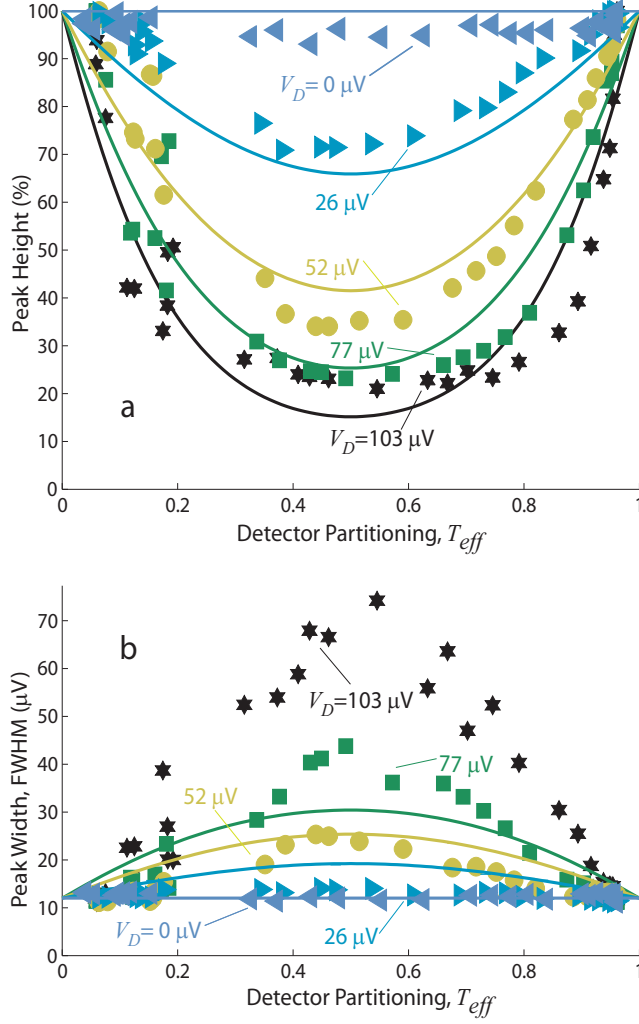 100
90
80
70
60
50
40
30
20
10
0
Peak Height (%)
V_D= 0 μV
26 μV
52 μV
77 μV
V_D=103 μV
a
0
0.2
0.4
0.6
0.8
1
Detector Partitioning, T_eff
70
60
50
40
30
20
10
0
Peak Width, FWHM (μV)
b
V_D=103 μV
77 μV
52 μV
V_D= 0 μV
26 μV
0
0.2
0.4
0.6
0.8
1
Detector Partitioning, T_eff